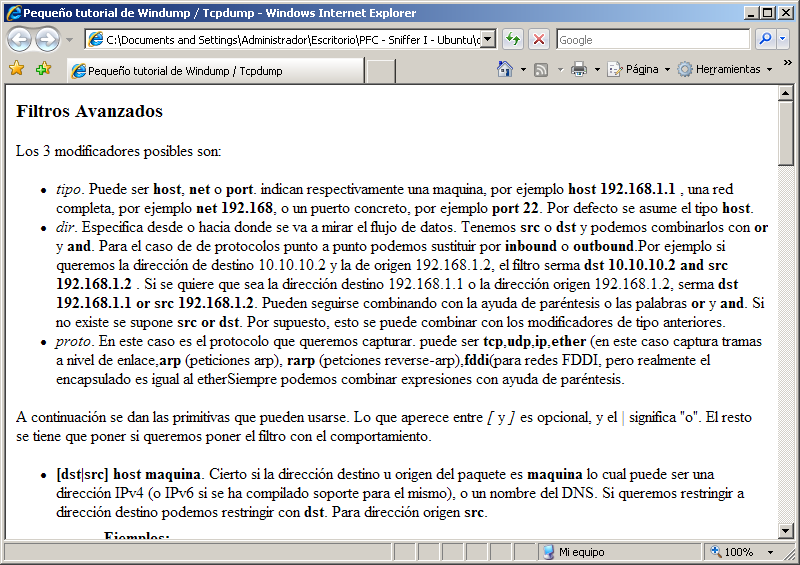 Pequeño tutorial de Windump / Tcpdump - Windows Internet Explorer
C:\Documents and Settings\Administrador\Escritorio\PFC - Sniffer I - Ubuntu\c
Google
Pequeño tutorial de Windump / Tcpdump
Página
Herramientas
»
Filtros Avanzados
Los 3 modificadores posibles son:
• tipo. Puede ser host, net o port. indican respectivamente una maquina, por ejemplo host 192.168.1.1 , una red
completa, por ejemplo net 192.168, o un puerto concreto, por ejemplo port 22. Por defecto se asume el tipo host.
• dir. Especifica desde o hacia donde se va a mirar el flujo de datos. Tenemos src o dst y podemos combinarlos con or
y and. Para el caso de de protocolos punto a punto podemos sustituir por inbound o outbound.Por ejemplo si
queremos la dirección de destino 10.10.10.2 y la de origen 192.168.1.2, el filtro serma dst 10.10.10.2 and src
192.168.1.2 . Si se quiere que sea la dirección destino 192.168.1.1 o la dirección origen 192.168.1.2, serma dst
192.168.1.1 or src 192.168.1.2. Pueden seguirse combinando con la ayuda de paréntesis o las palabras or y and. Si
no existe se supone src or dst. Por supuesto, esto se puede combinar con los modificadores de tipo anteriores.
• proto. En este caso es el protocolo que queremos capturar. puede ser tcp,udp,ip,ether (en este caso captura tramas
a nivel de enlace,arp (peticiones arp), rarp (petciones reverse-arp),fddi(para redes FDDI, pero realmente el
encapsulado es igual al etherSiempre podemos combinar expresiones con ayuda de paréntesis.
A continuación se dan las primitivas que pueden usarse. Lo que aperece entre [ y ] es opcional, y el | significa "o". El resto
se tiene que poner si queremos poner el filtro con el comportamiento.
• [dst|src] host maquina. Cierto si la dirección destino u origen del paquete es maquina lo cual puede ser una
dirección IPv4 (o IPv6 si se ha compilado soporte para el mismo), o un nombre del DNS. Si queremos restringir a
dirección destino podemos restringir con dst. Para dirección origen src.
Ejemplos:
Mi equipo
100%